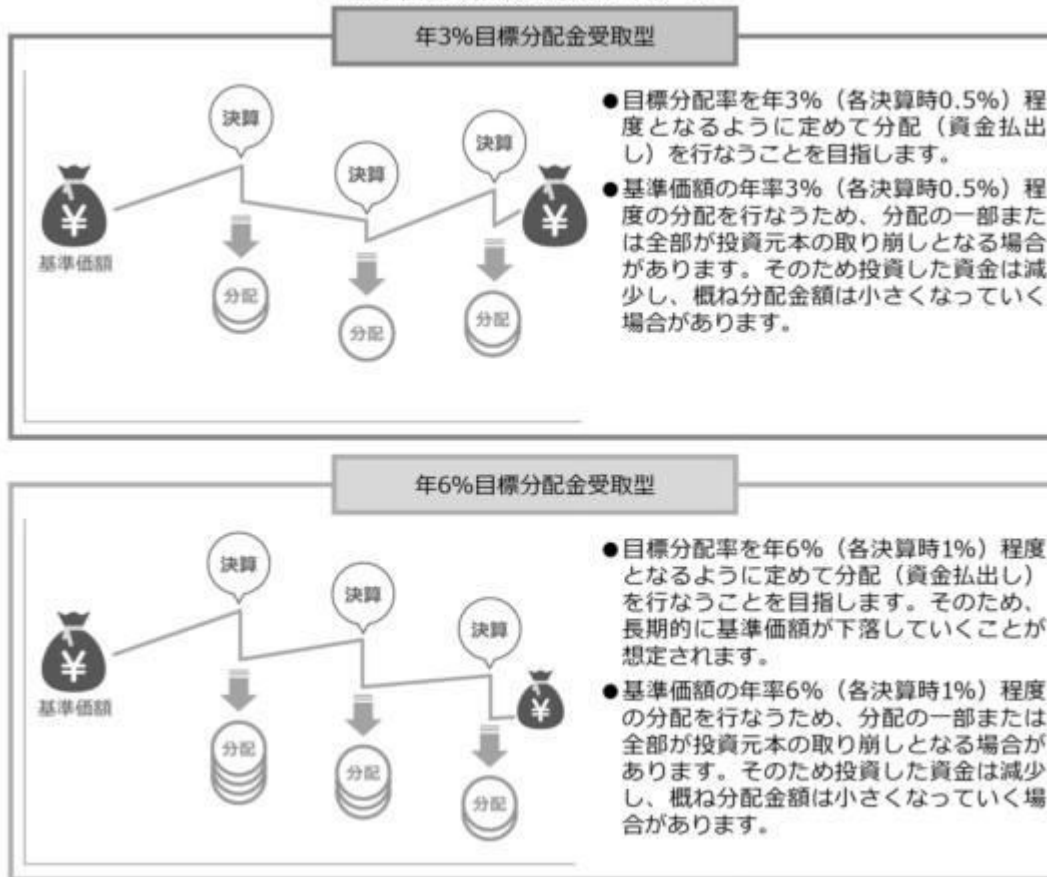 年3%目標分配金受取型
決算
決算
決算
¥
¥
基準価額
分配
分配
分配
●目標分配率を年3%（各決算時0.5%）程
度となるように定めて分配（資金払出
し）を行なうことを目指します。
●基準価額の年率3%（各決算時0.5%）程
度の分配を行なうため、分配の一部また
は全部が投資元本の取り崩しとなる場合
があります。そのため投資した資金は減
少し、概ね分配金額は小さくなっていく
場合があります。
年6%目標分配金受取型
決算
決算
決算
¥
¥
基準価額
分配
分配
分配
●目標分配率を年6%（各決算時1%）程度
となるように定めて分配（資金払出し）
を行なうことを目指します。そのため、
長期的に基準価額が下落していくことが
想定されます。
●基準価額の年率6%（各決算時1%）程度
の分配を行なうため、分配の一部または
全部が投資元本の取り崩しとなる場合が
あります。そのため投資した資金は減少
し、概ね分配金額は小さくなっていく場
合があります。